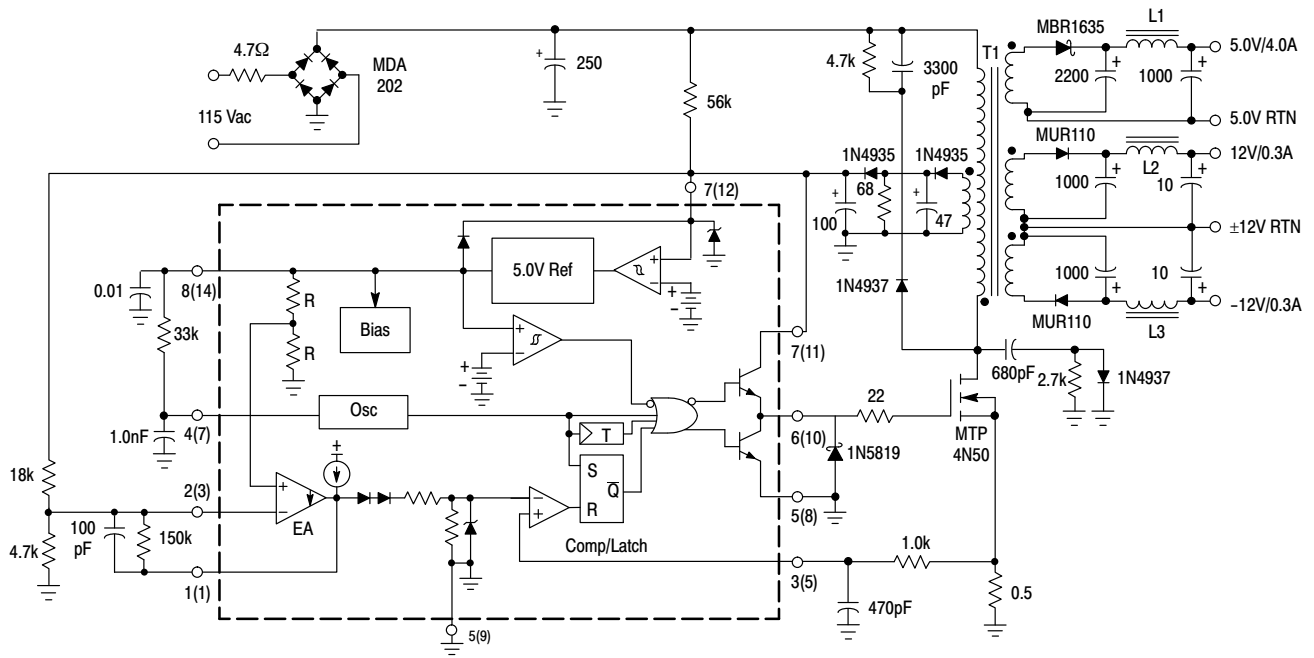 4.7Ω
MDA
202
115 Vac
+
250
56k
4.7k
3300
pF
T1
MBR1635
L1
5.0V/4.0A
2200
+
1000
+
5.0V RTN
MUR110
12V/0.3A
L2
1000
+
10
+
±12V RTN
1000
+
10
+
–12V/0.3A
MUR110
L3
1N4935
1N4935
68
+
100
+
47
1N4937
7(12)
0.01
8(14)
33k
R
R
Bias
5.0V Ref
+
–
+
–
+
–
+
–
7(11)
680pF
2.7k
1N4937
Osc
4(7)
1.0nF
T
S
Q
R
22
6(10)
1N5819
MTP
4N50
5(8)
18k
2(3)
+
–
EA
+
–
+
Comp/Latch
100
pF
150k
4.7k
1(1)
1.0k
3(5)
470pF
0.5
5(9)